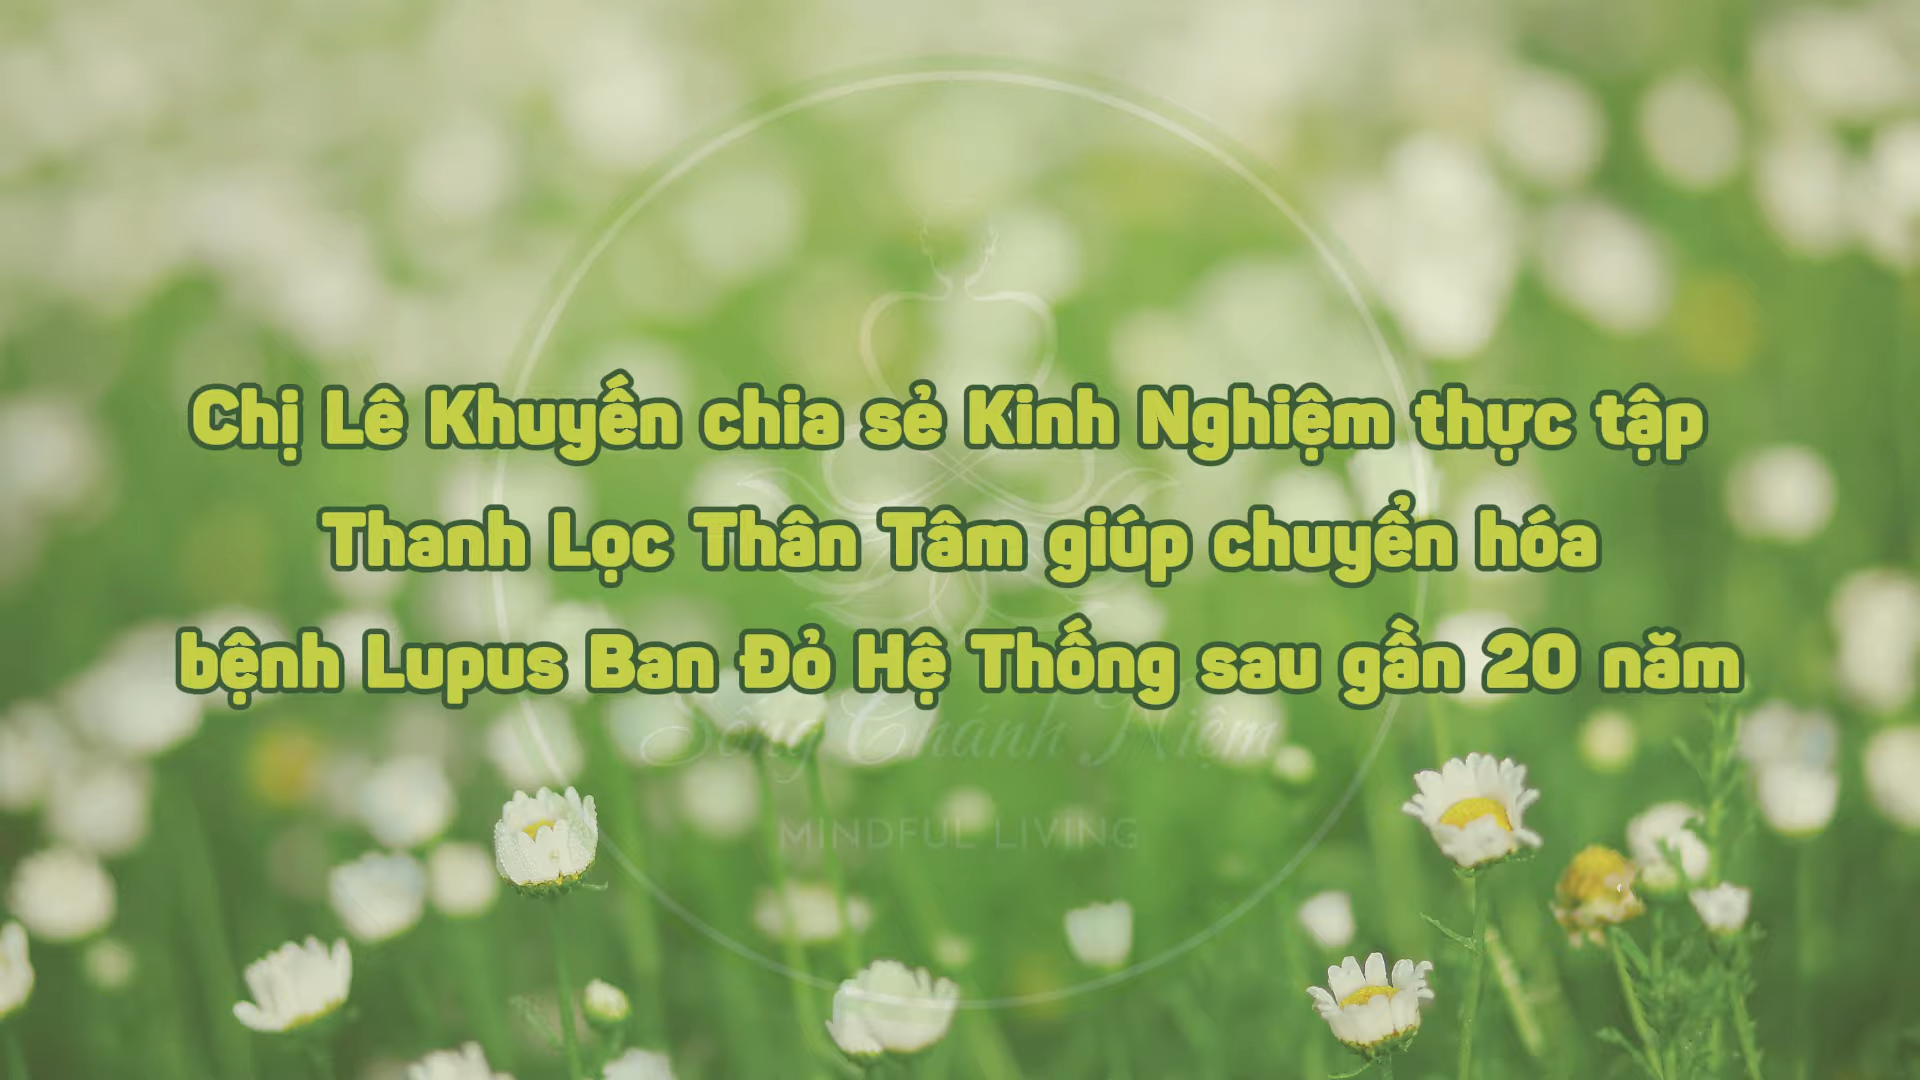 Chị Lê Khuyến chia sẻ Kinh Nghiệm thực tập
Thanh Lọc Thân Tâm giúp chuyển hóa
bệnh Lupus Ban Đỏ Hệ Thống sau gần 20 năm
Sống Chánh Niệm
MINDFUL LIVING